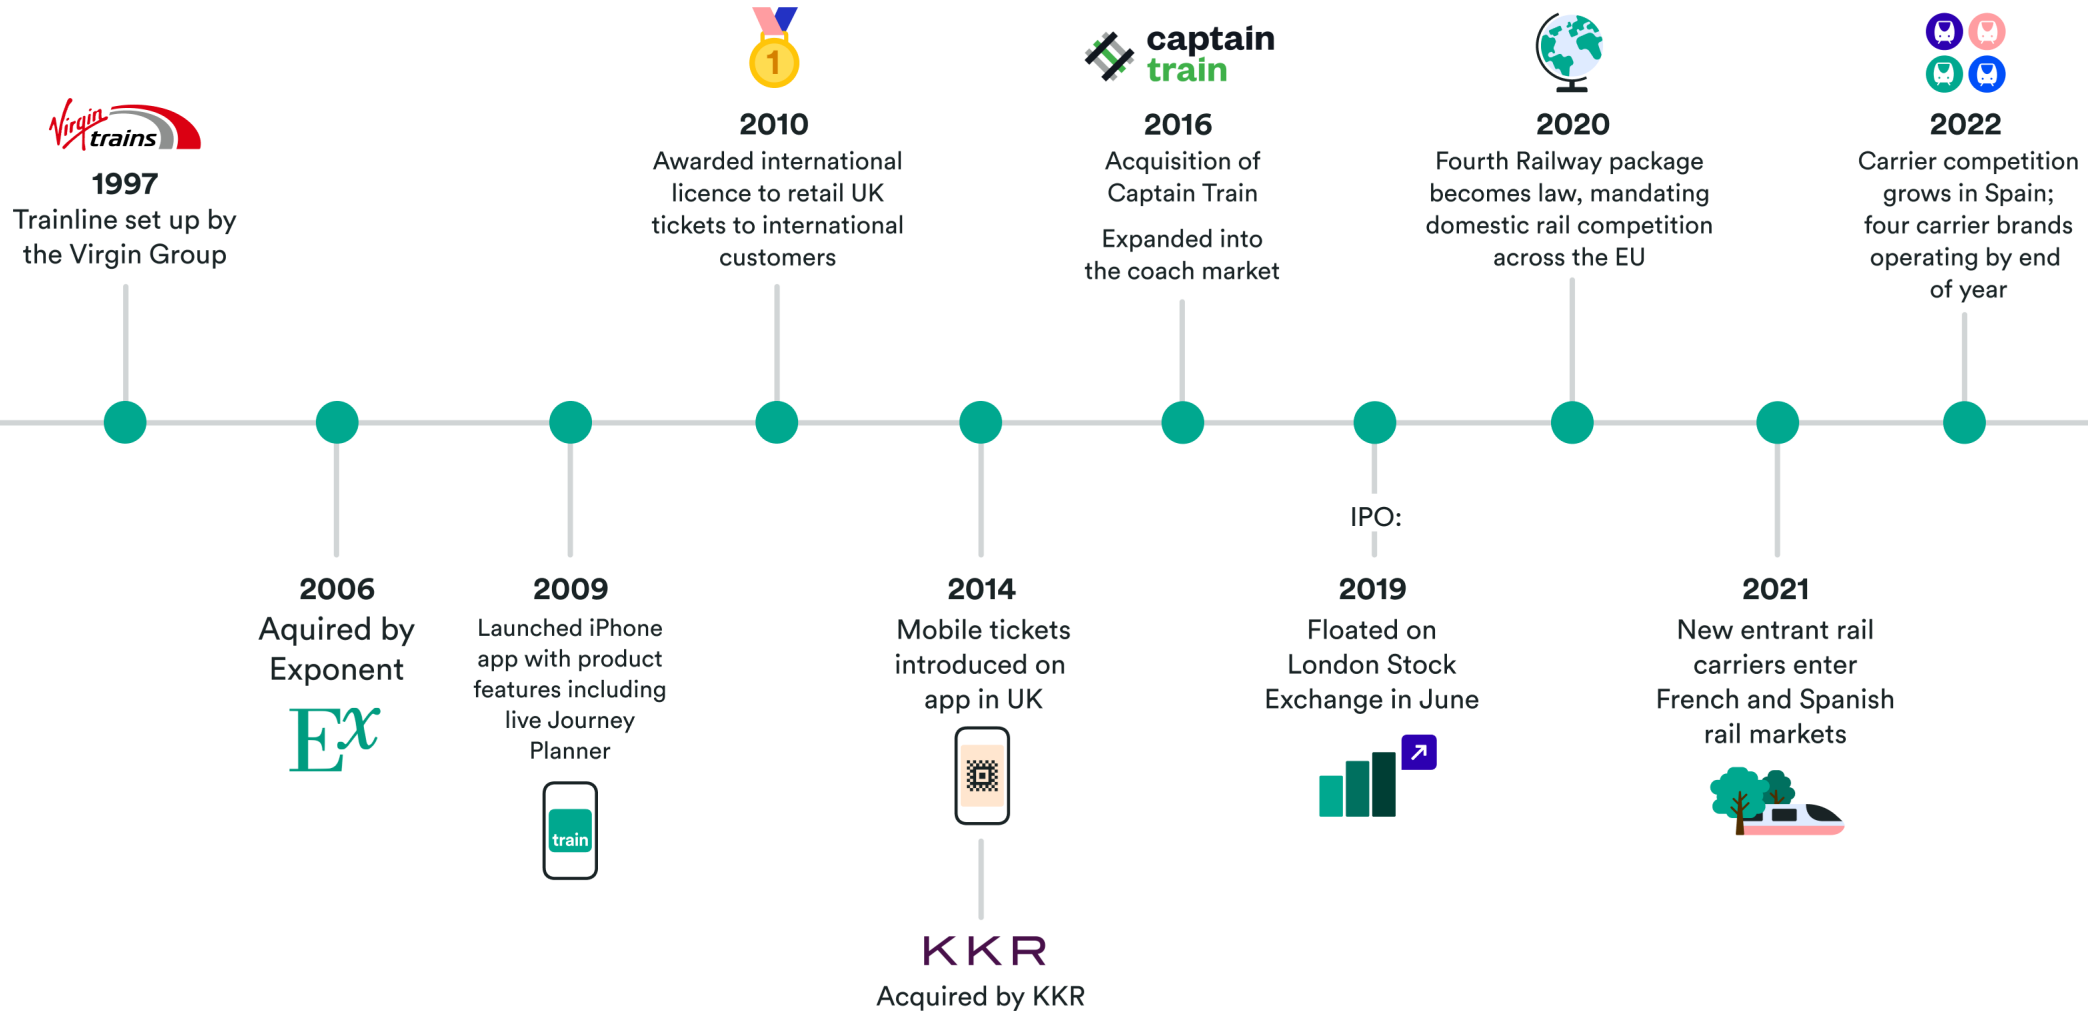 Virgin
trains
1997
Trainline set up by
the Virgin Group
2006
Aquired by
Exponent
Ex
2009
Launched iPhone
app with product
features including
live Journey
Planner
train
1
2010
Awarded international
licence to retail UK
tickets to international
customers
2014
Mobile tickets
introduced on
app in UK
KKR
Acquired by KKR
captain
train
2016
Acquisition of
Captain Train
Expanded into
the coach market
IPO:
2019
Floated on
London Stock
Exchange in June
2020
Fourth Railway package
becomes law, mandating
domestic rail competition
across the EU
2021
New entrant rail
carriers enter
French and Spanish
rail markets
2022
Carrier competition
grows in Spain;
four carrier brands
operating by end
of year